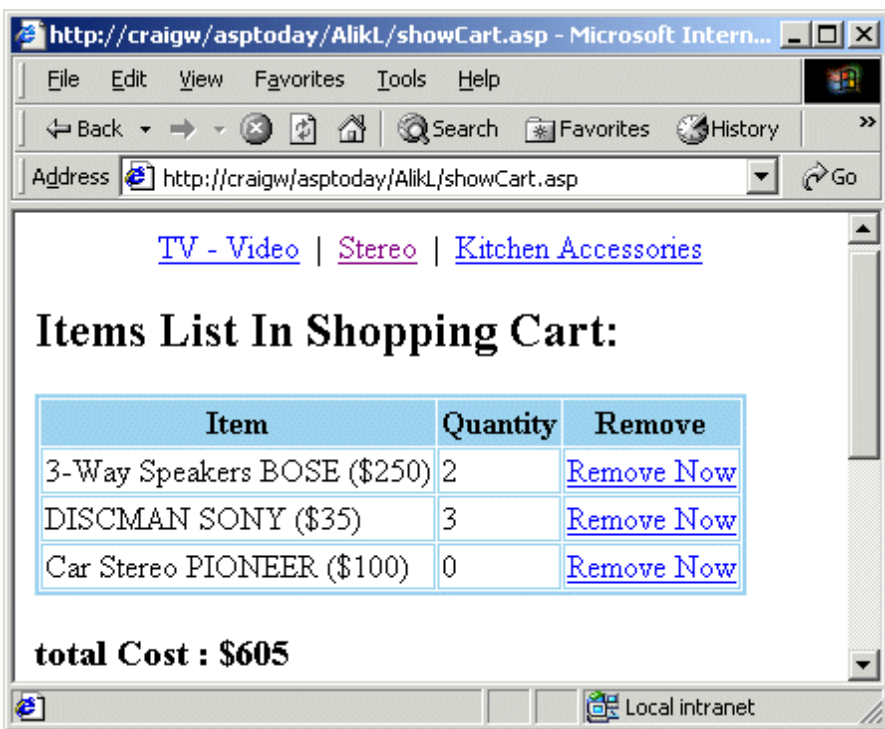 http://craigw/asptoday/AlikL/showCart.asp - Microsoft Intern...
File Edit View Favorites Tools Help
Back Search Favorites History »
Address http://craigw/asptoday/AlikL/showCart.asp Go
TV - Video | Stereo | Kitchen Accessories
Items List In Shopping Cart:
Item Quantity Remove
3-Way Speakers BOSE ($250) 2 Remove Now
DISCMAN SONY ($35) 3 Remove Now
Car Stereo PIONEER ($100) 0 Remove Now
total Cost : $605
Local intranet